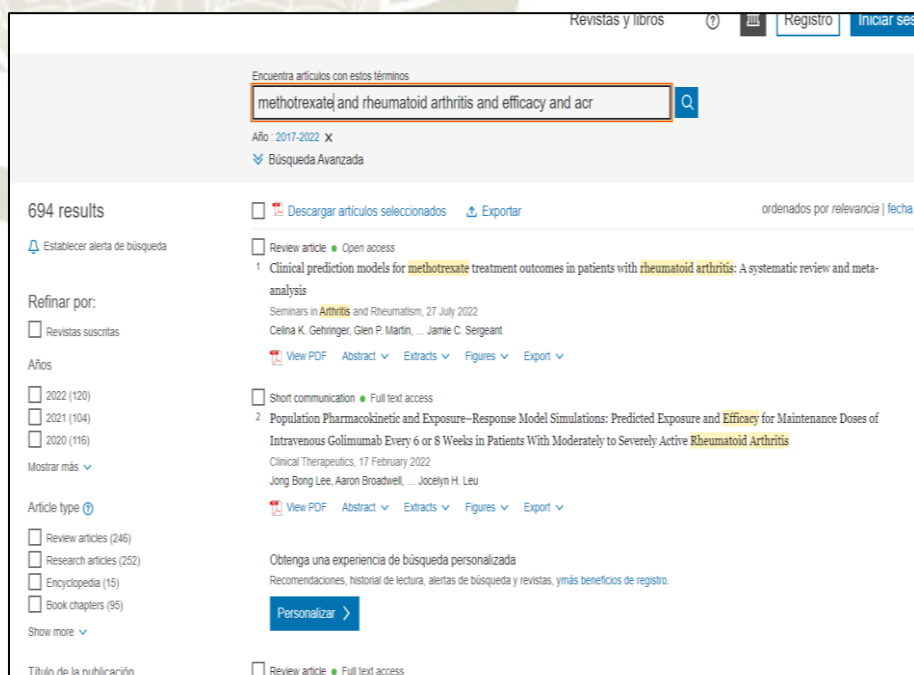 Revistas y libros
Registro
Iniciar ses
Encuentra artículos con estos términos
methotrexate and rheumatoid arthritis and efficacy and acr
Año : 2017-2022 X
Búsqueda Avanzada
694 results
Descargar artículos seleccionados Exportar
ordenados por relevancia | fecha
Establecer alerta de búsqueda
Refinar por:
Revistas suscritas
Años
2022 (120)
2021 (104)
2020 (116)
Mostrar más
Article type
Review articles (246)
Research articles (252)
Encyclopedia (15)
Book chapters (95)
Show more
Título de la publicación
Review article Open access
1 Clinical prediction models for methotrexate treatment outcomes in patients with rheumatoid arthritis: A systematic review and meta-
analysis
Seminars in Arthritis and Rheumatism, 27 July 2022
Celina K. Gehringer, Glen P. Martin, ... Jamie C. Sergeant
View PDF Abstract Extracts Figures Export
Short communication Full text access
2 Population Pharmacokinetic and Exposure–Response Model Simulations: Predicted Exposure and Efficacy for Maintenance Doses of
Intravenous Golimumab Every 6 or 8 Weeks in Patients With Moderately to Severely Active Rheumatoid Arthritis
Clinical Therapeutics, 17 February 2022
Jong Bong Lee, Aaron Broadwell, ... Jocelyn H. Leu
View PDF Abstract Extracts Figures Export
Obtenga una experiencia de búsqueda personalizada
Recomendaciones, historial de lectura, alertas de búsqueda y revistas, ymás beneficios de registro.
Personalizar
Review article Full text access